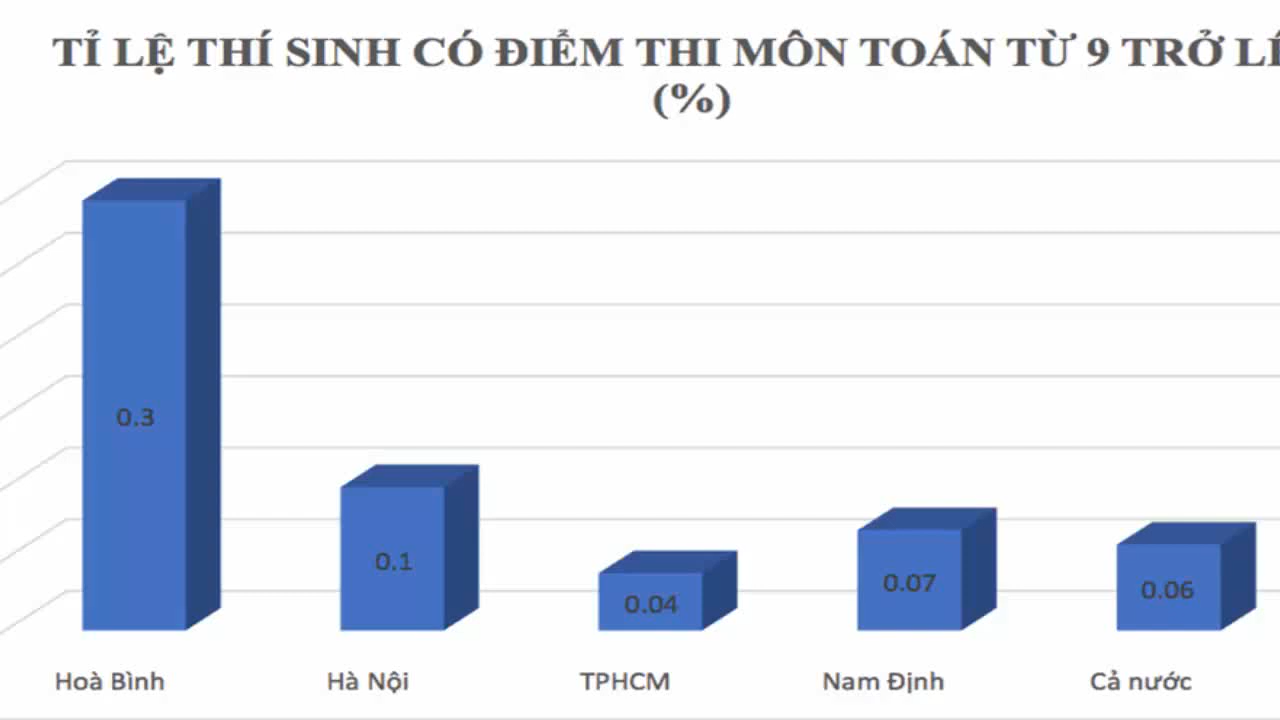 TỈ LỆ THÍ SINH CÓ ĐIỂM THI MÔN TOÁN TỪ 9 TRỞ
(%)
0.3
0.1
0.04
0.07
0.06
Hoà Bình
Hà Nội
TPHCM
Nam Định
Cả nước